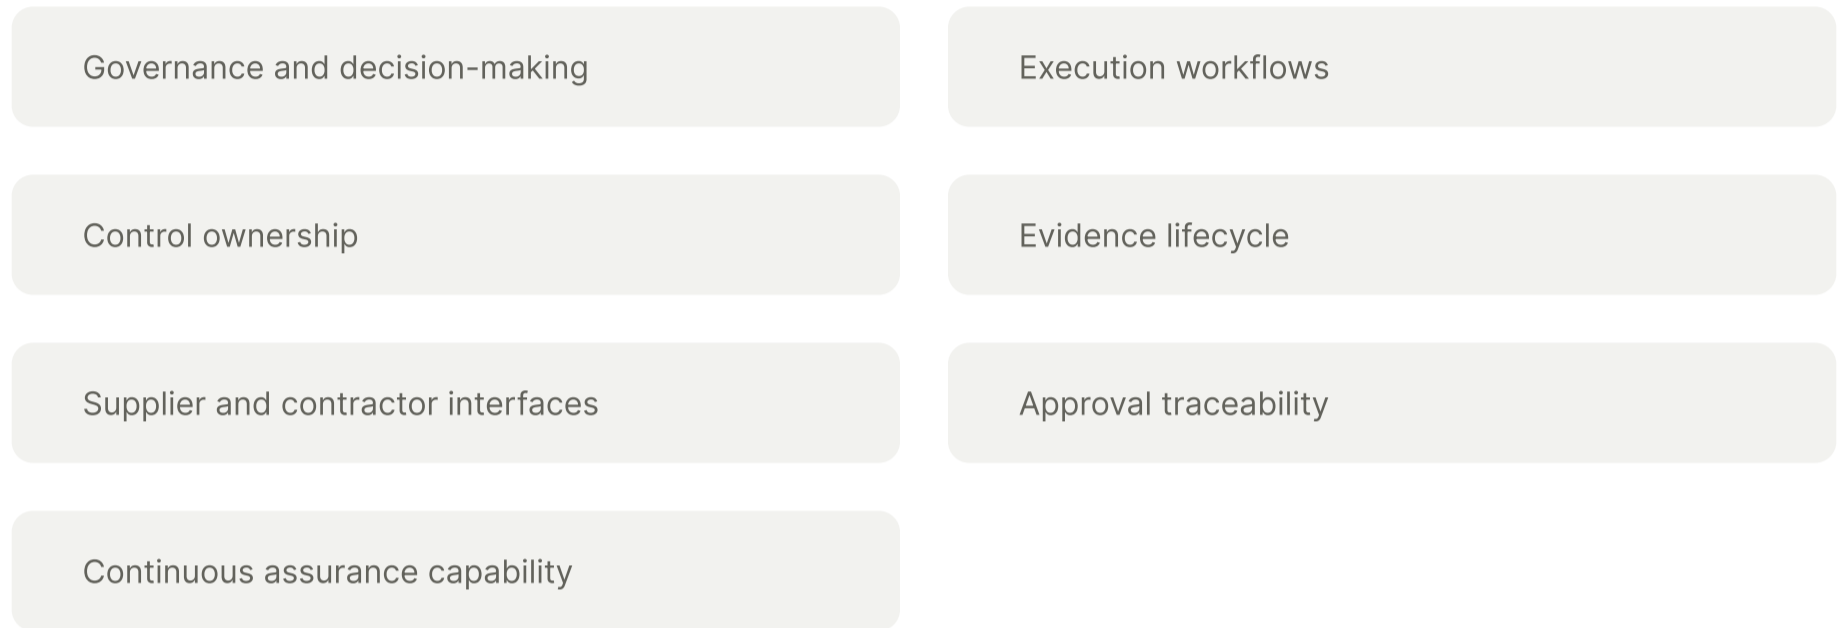 Governance and decision-making
Execution workflows
Control ownership
Evidence lifecycle
Supplier and contractor interfaces
Approval traceability
Continuous assurance capability